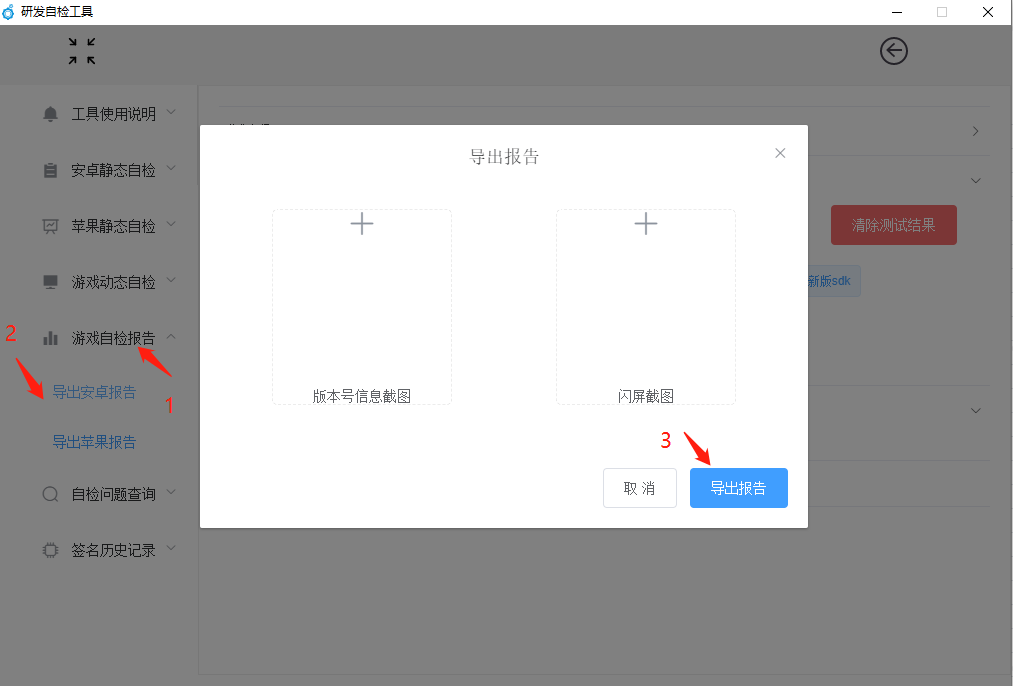 研发自检工具
工具使用说明
安卓静态自检
苹果静态自检
游戏动态自检
游戏自检报告
导出安卓报告
导出苹果报告
自检问题查询
签名历史记录
2
1
导出报告
版本号信息截图
闪屏截图
3
取 消
导出报告
清除测试结果
新版sdk